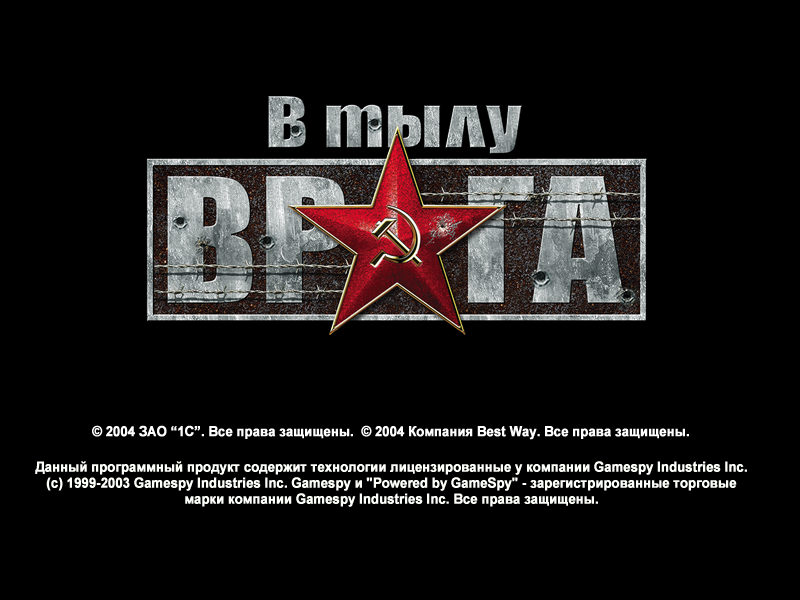 В тылу
ВРАГА
© 2004 ЗАО “1С”. Все права защищены. © 2004 Компания Best Way. Все права защищены.
Данный программный продукт содержит технологии лицензированные у компании Gamespy Industries Inc.
(c) 1999-2003 Gamespy Industries Inc. Gamespy и "Powered by GameSpy" - зарегистрированные торговые
марки компании Gamespy Industries Inc. Все права защищены.